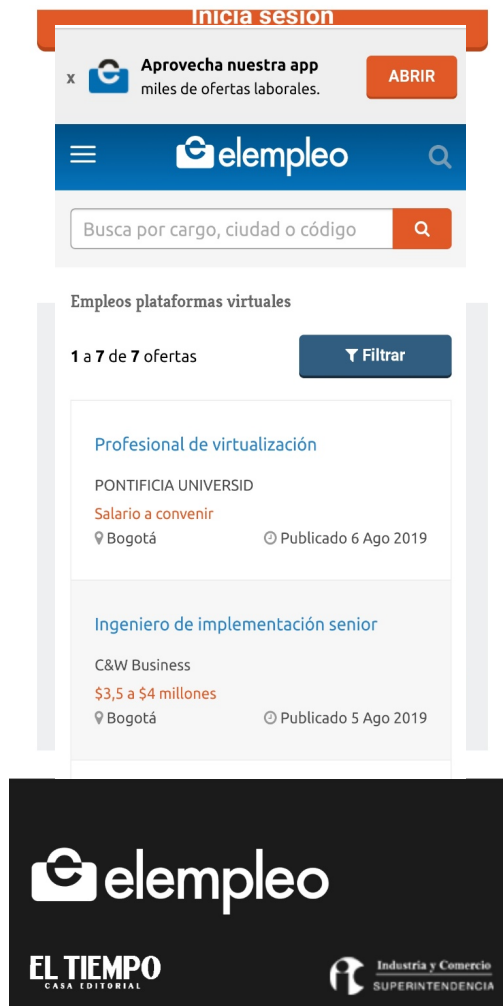 Inicia sesión
Aprovecha nuestra app
x
miles de ofertas laborales.
ABRIR
elempleo
Busca por cargo, ciudad o código
Empleos plataformas virtuales
1 a 7 de 7 ofertas
Filtrar
Profesional de virtualización
PONTIFICIA UNIVERSID
Salario a convenir
Bogotá
Publicado 6 Ago 2019
Ingeniero de implementación senior
C&W Business
$3,5 a $4 millones
Bogotá
Publicado 5 Ago 2019
elempleo
EL TIEMPO
CASA EDITORIAL
Industria y Comercio
SUPERINTENDENCIA